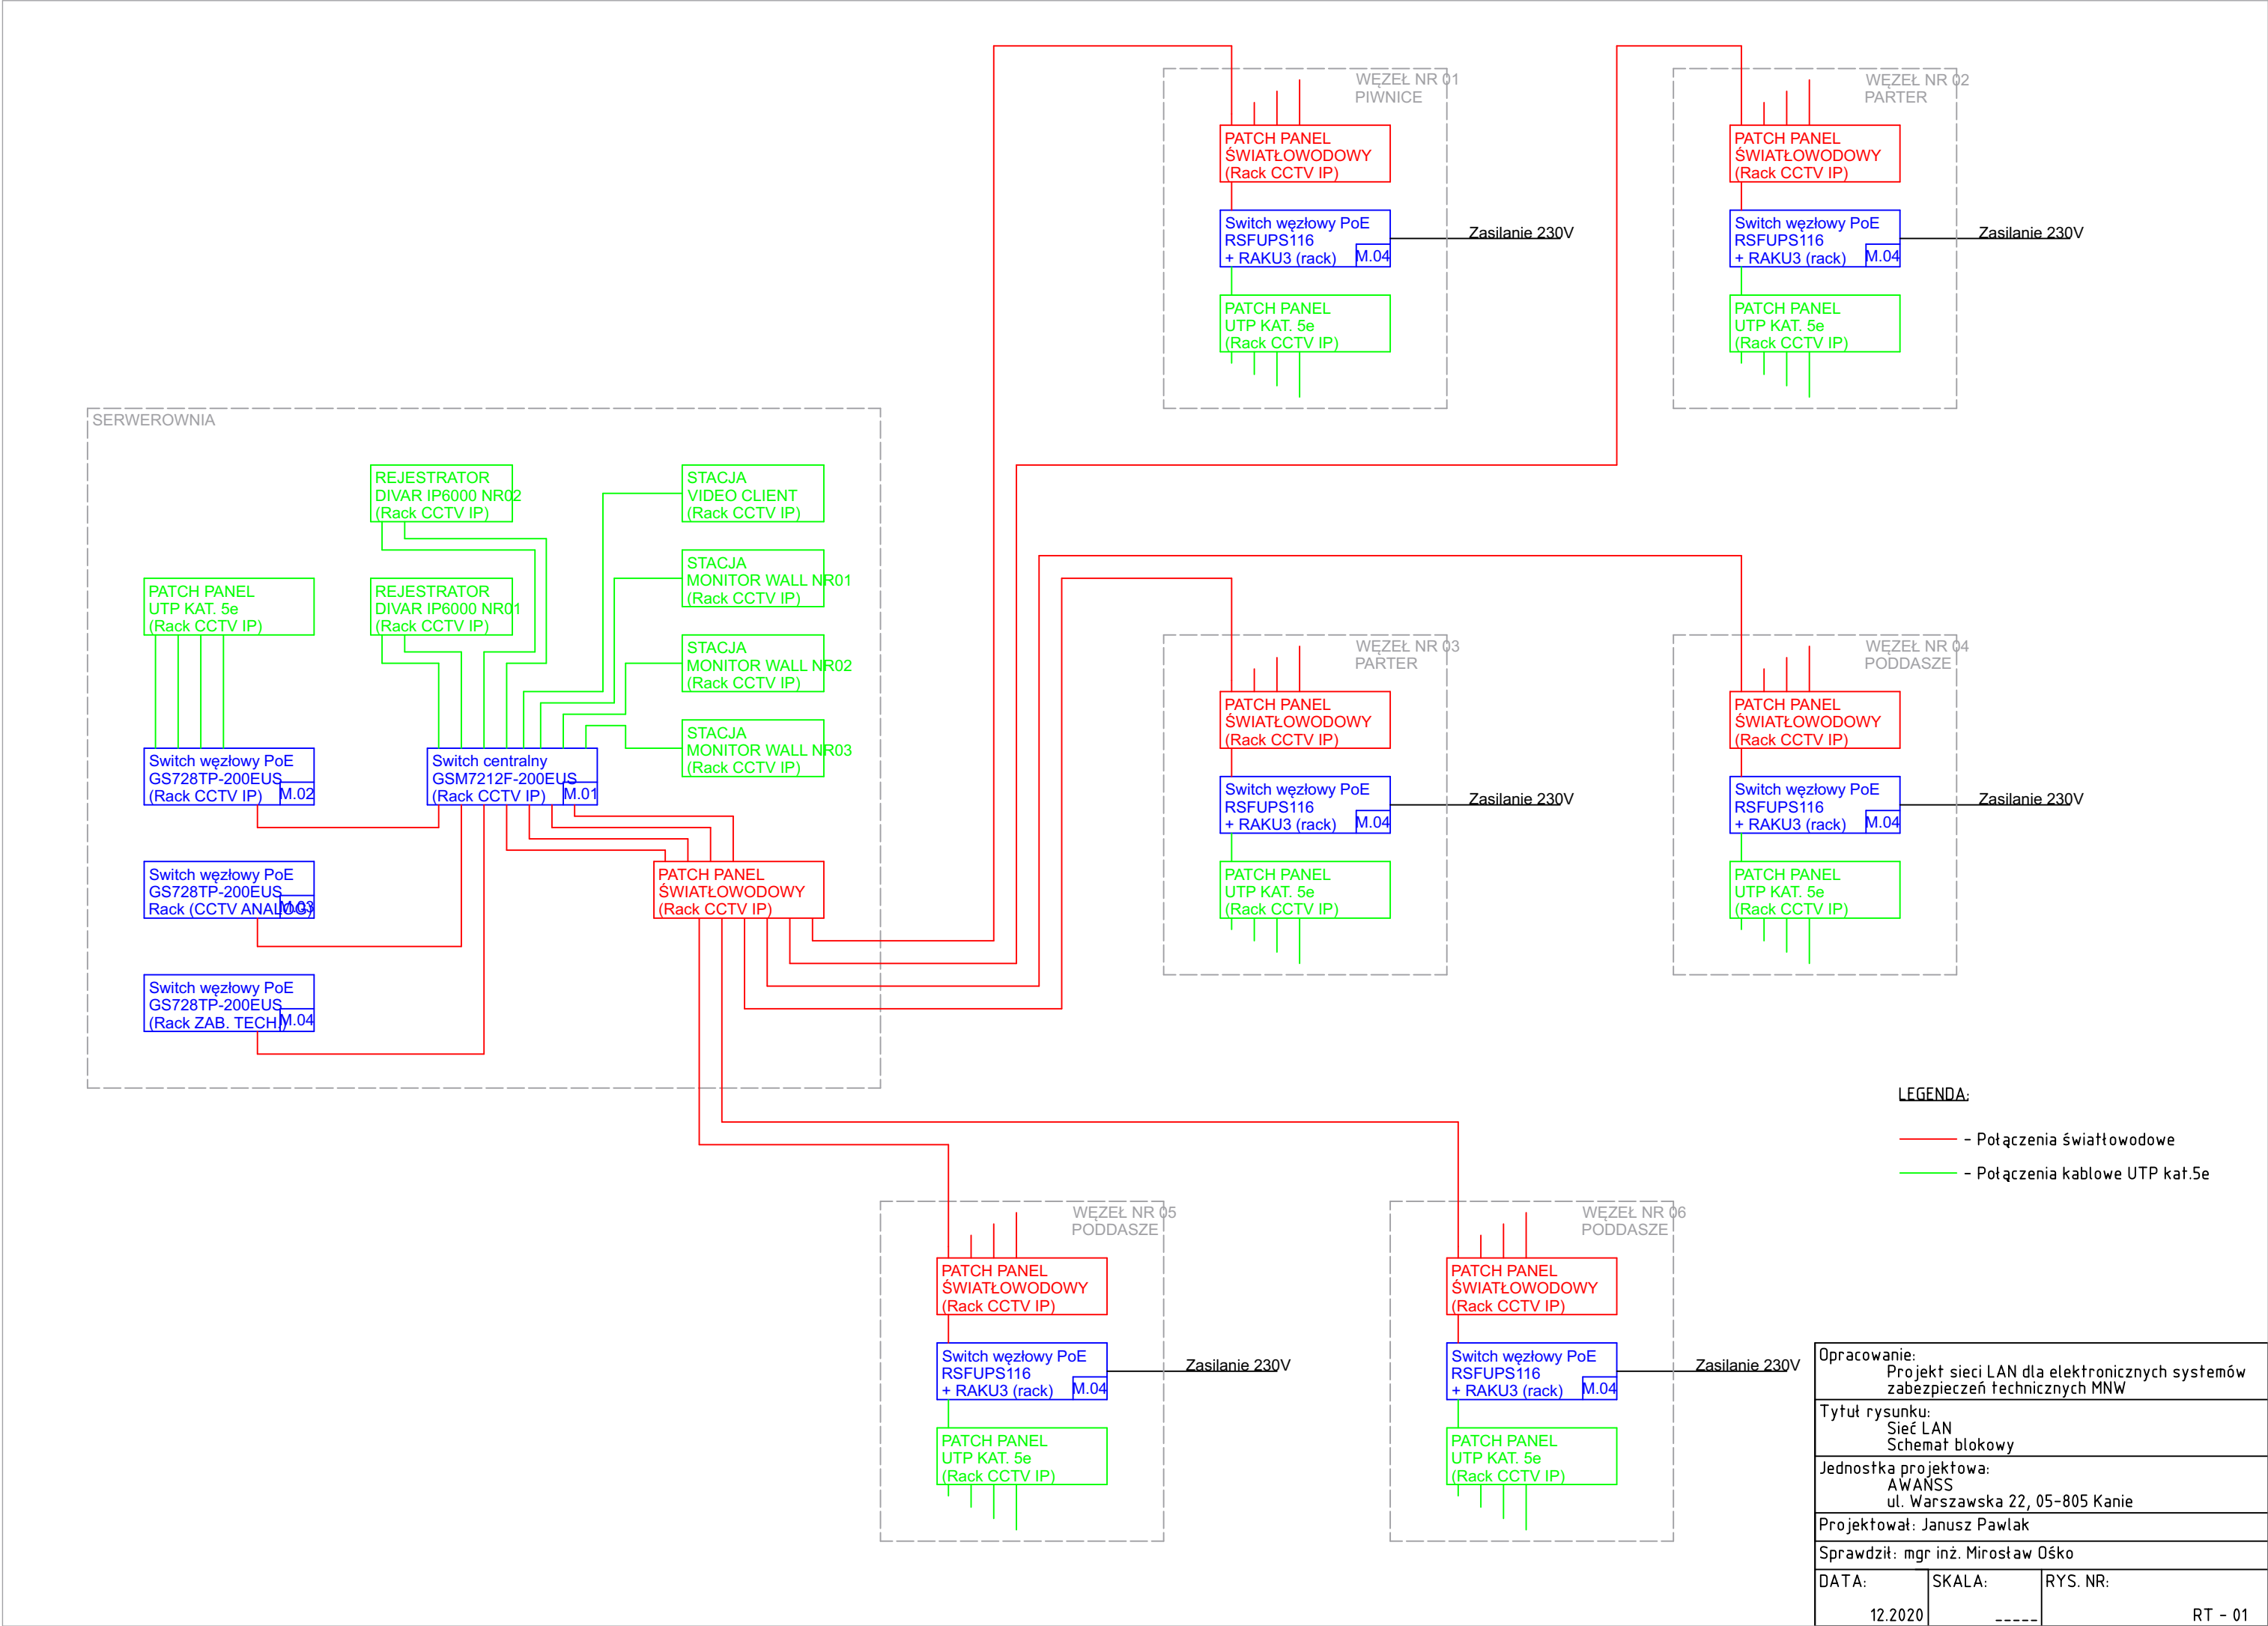 WĘZEŁ NR 01
PIWNICE
PATCH PANEL
ŚWIATŁOWODOWY
(Rack CCTV IP)
Switch węzłowy PoE
RSFUPS116
+ RAKU3 (rack)
M.04
Zasilanie 230V
PATCH PANEL
UTP KAT. 5e
(Rack CCTV IP)
WĘZEŁ NR 02
PARTER
PATCH PANEL
ŚWIATŁOWODOWY
(Rack CCTV IP)
Switch węzłowy PoE
RSFUPS116
+ RAKU3 (rack)
M.04
Zasilanie 230V
PATCH PANEL
UTP KAT. 5e
(Rack CCTV IP)
SERWEROWNIA
REJESTRATOR
DIVAR IP6000 NR02
(Rack CCTV IP)
STACJA
VIDEO CLIENT
(Rack CCTV IP)
STACJA
MONITOR WALL NR01
(Rack CCTV IP)
PATCH PANEL
UTP KAT. 5e
(Rack CCTV IP)
REJESTRATOR
DIVAR IP6000 NR01
(Rack CCTV IP)
STACJA
MONITOR WALL NR02
(Rack CCTV IP)
STACJA
MONITOR WALL NR03
(Rack CCTV IP)
Switch węzłowy PoE
GS728TP-200EUS
(Rack CCTV IP)
M.02
Switch centralny
GSM7212F-200EUS
(Rack CCTV IP)
M.01
Switch węzłowy PoE
GS728TP-200EUS
Rack (CCTV ANALOG)
M.03
PATCH PANEL
ŚWIATŁOWODOWY
(Rack CCTV IP)
Switch węzłowy PoE
GS728TP-200EUS
(Rack ZAB. TECH.)
M.04
WĘZEŁ NR 03
PARTER
PATCH PANEL
ŚWIATŁOWODOWY
(Rack CCTV IP)
Switch węzłowy PoE
RSFUPS116
+ RAKU3 (rack)
M.04
Zasilanie 230V
PATCH PANEL
UTP KAT. 5e
(Rack CCTV IP)
WĘZEŁ NR 04
PODDASZE
PATCH PANEL
ŚWIATŁOWODOWY
(Rack CCTV IP)
Switch węzłowy PoE
RSFUPS116
+ RAKU3 (rack)
M.04
Zasilanie 230V
PATCH PANEL
UTP KAT. 5e
(Rack CCTV IP)
LEGENDA:
- Połączenia światłowodowe
- Połączenia kablowe UTP kat.5e
WĘZEŁ NR 05
PODDASZE
PATCH PANEL
ŚWIATŁOWODOWY
(Rack CCTV IP)
Switch węzłowy PoE
RSFUPS116
+ RAKU3 (rack)
M.04
Zasilanie 230V
PATCH PANEL
UTP KAT. 5e
(Rack CCTV IP)
WĘZEŁ NR 06
PODDASZE
PATCH PANEL
ŚWIATŁOWODOWY
(Rack CCTV IP)
Switch węzłowy PoE
RSFUPS116
+ RAKU3 (rack)
M.04
Zasilanie 230V
PATCH PANEL
UTP KAT. 5e
(Rack CCTV IP)
Opracowanie:
Projekt sieci LAN dla elektronicznych systemów
zabezpieczeń technicznych MNW
Tytuł rysunku:
Sieć LAN
Schemat blokowy
Jednostka projektowa:
AWANSS
ul. Warszawska 22, 05-805 Kanie
Projektował: Janusz Pawlak
Sprawdził: mgr inż. Mirosław Ośko
DATA:
12.2020
SKALA:
_____
RYS. NR:
RT - 01